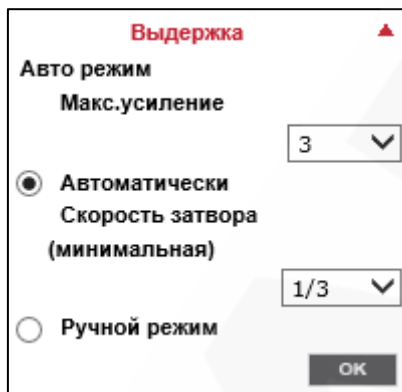 Выдержка
Авто режим
Макс.усиление
3
Автоматически
Скорость затвора
(минимальная)
1/3
Ручной режим
OK